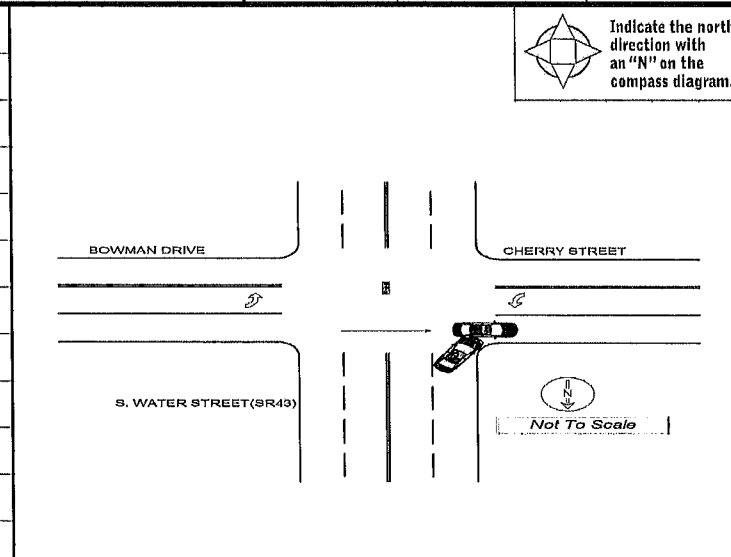 Indicate the north
direction with
an "N" on the
compass diagram.
BOWMAN DRIVE
CHERRY STREET
S. WATER STREET(SR43)
N
Not To Scale